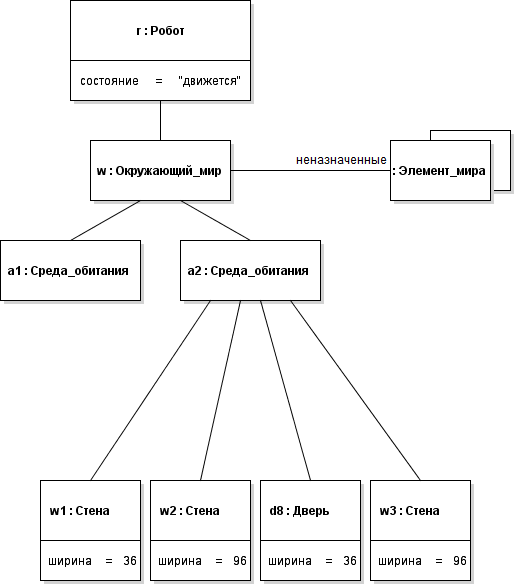 r : Робот
состояние = "движется"
w : Окружающий_мир
неназначенные
: Элемент_мира
a1 : Среда_обитания
a2 : Среда_обитания
w1 : Стена
w2 : Стена
d8 : Дверь
w3 : Стена
ширина = 36
ширина = 96
ширина = 36
ширина = 96